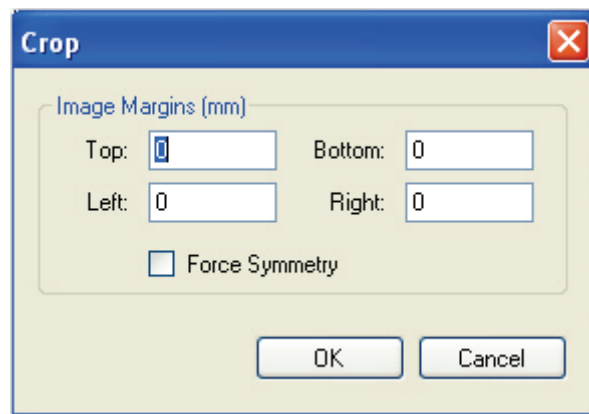 Crop
Image Margins (mm)
Top: 0 Bottom: 0
Left: 0 Right: 0
Force Symmetry
OK Cancel